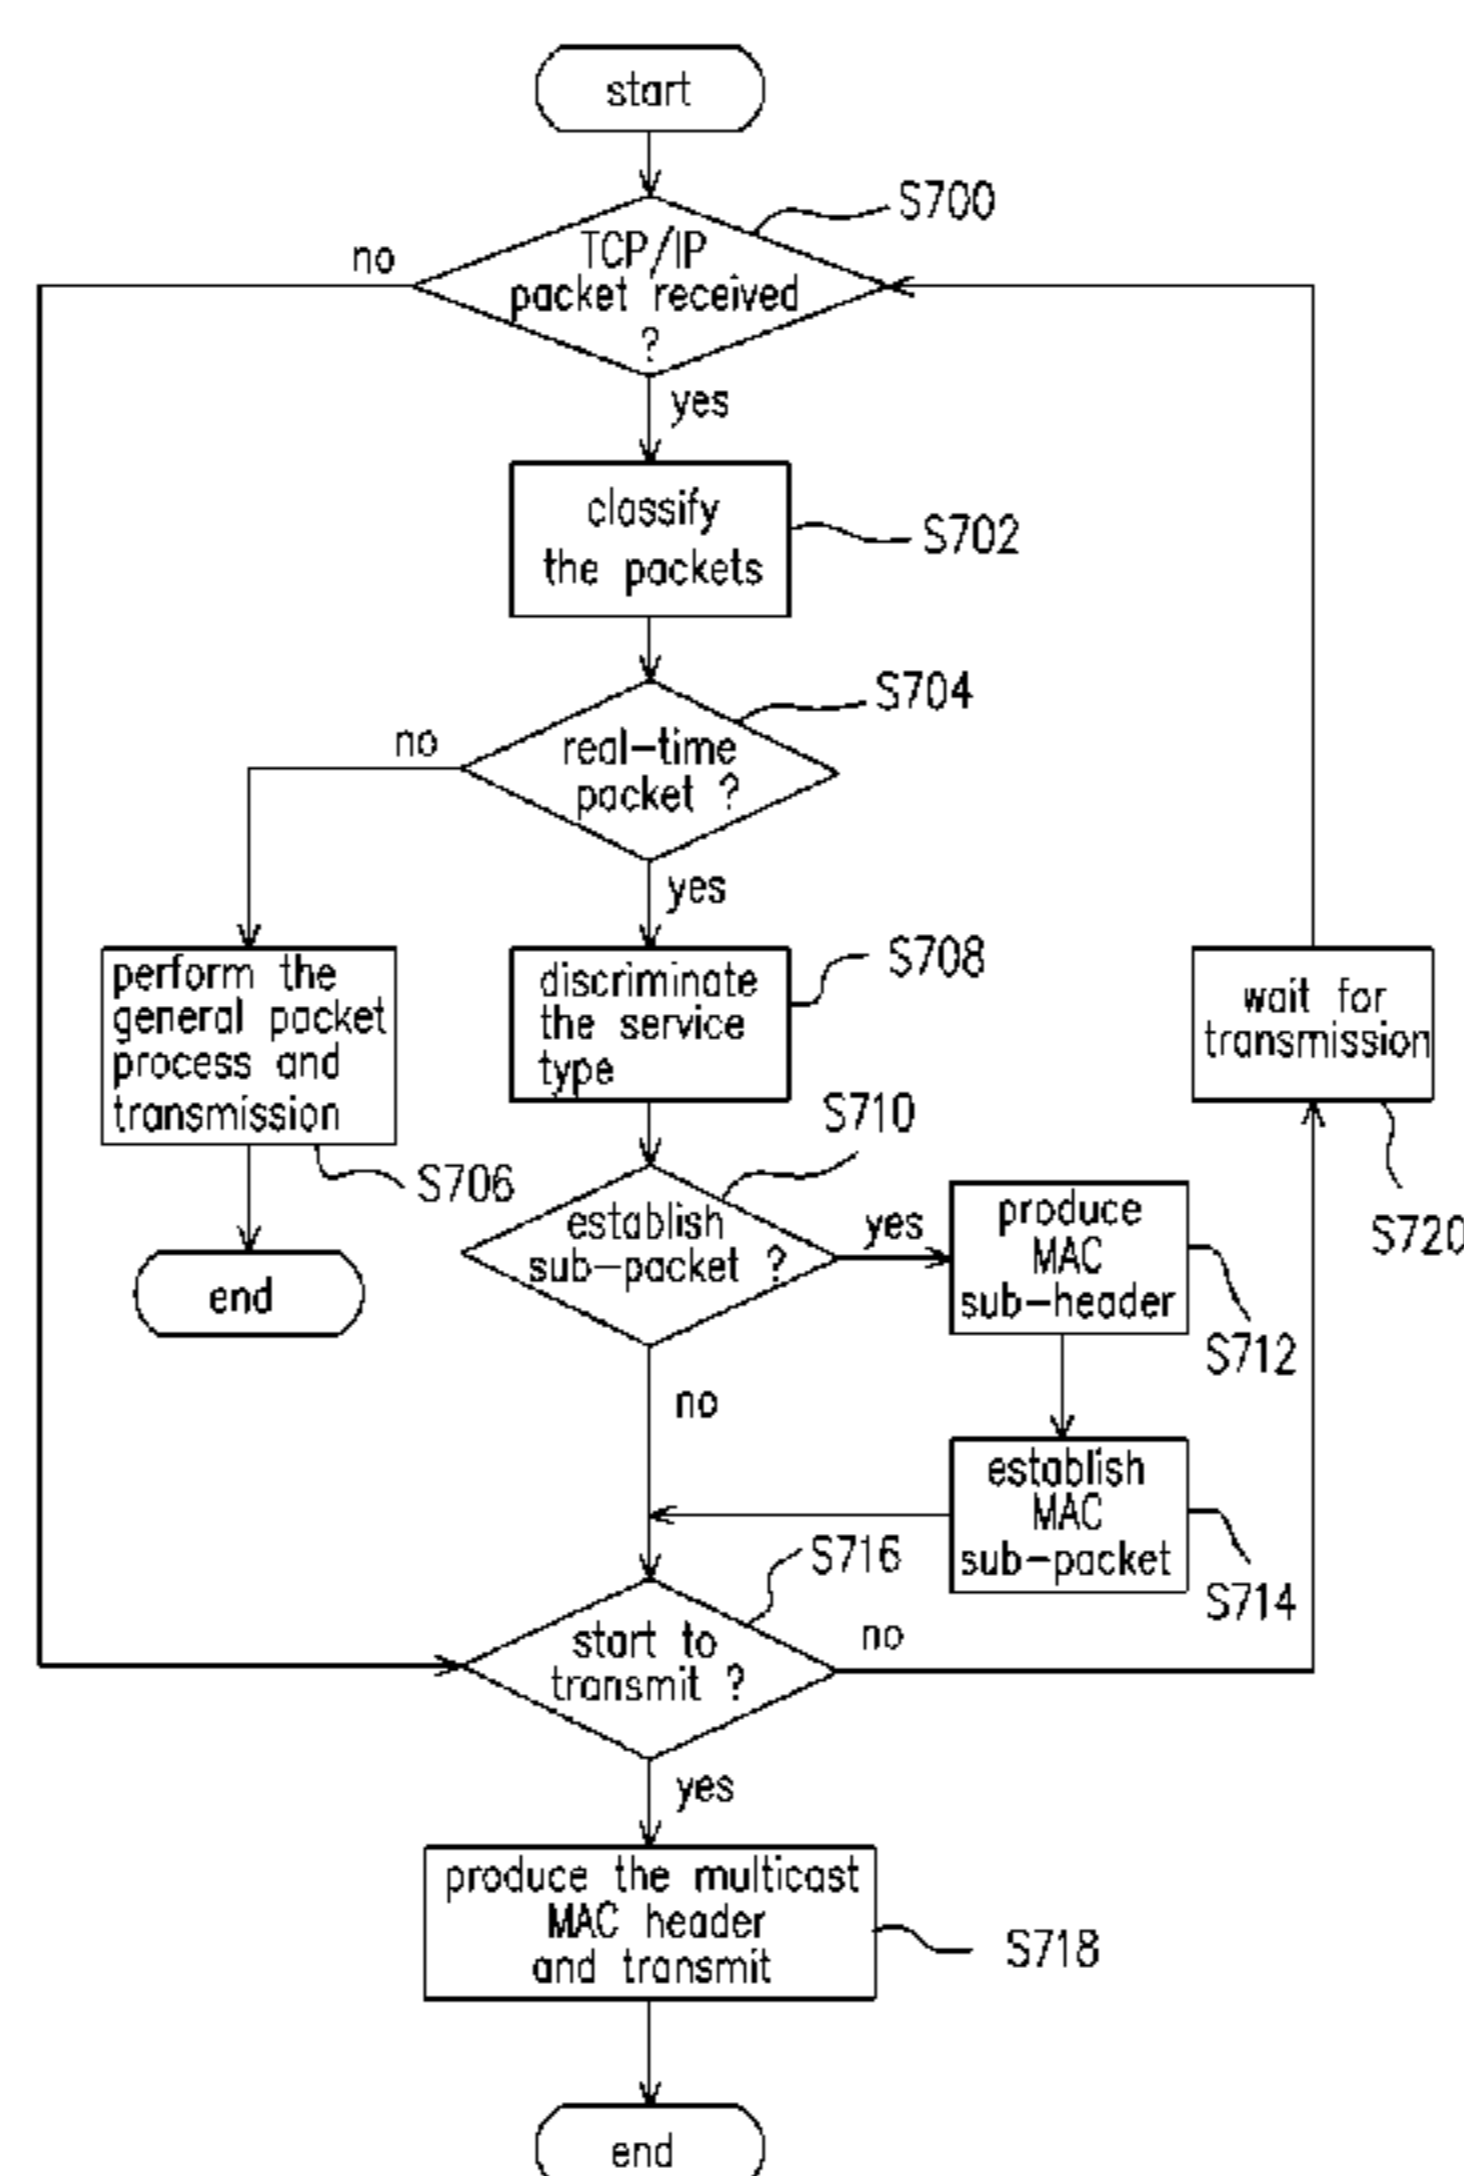 start
S700
no
TCP/IP
packet received
?
yes
classify
the packets
S702
S704
no
real-time
packet ?
yes
perform the
general packet
process and
transmission
S706
end
discriminate
the service
type
S708
wait for
transmission
S720
S710
establish
sub-packet ?
yes
produce
MAC
sub-header
S712
no
establish
MAC
sub-packet
S714
S716
start to
transmit ?
no
yes
produce the multicast
MAC header
and transmit
S718
end